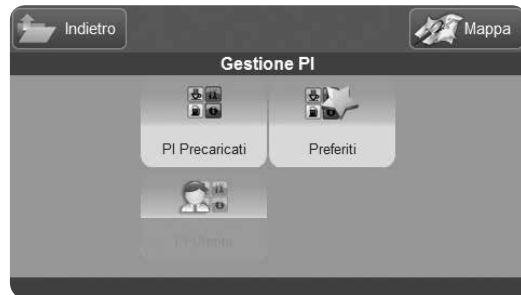 Indietro
Mappa
Gestione PI
PI Precaricati
Preferiti